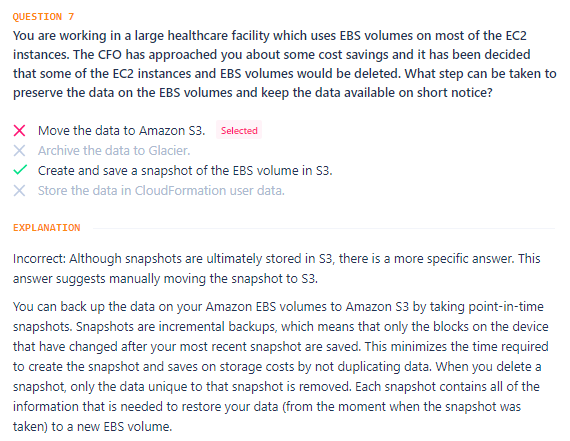 QUESTION 7
You are working in a large healthcare facility which uses EBS volumes on most of the EC2
instances. The CFO has approached you about some cost savings and it has been decided
that some of the EC2 instances and EBS volumes would be deleted. What step can be taken to
preserve the data on the EBS volumes and keep the data available on short notice?
Move the data to Amazon S3. Selected
Archive the data to Glacier.
Create and save a snapshot of the EBS volume in S3.
Store the data in CloudFormation user data.
EXPLANATION
Incorrect: Although snapshots are ultimately stored in S3, there is a more specific answer. This
answer suggests manually moving the snapshot to S3.
You can back up the data on your Amazon EBS volumes to Amazon S3 by taking point-in-time
snapshots. Snapshots are incremental backups, which means that only the blocks on the device
that have changed after your most recent snapshot are saved. This minimizes the time required
to create the snapshot and saves on storage costs by not duplicating data. When you delete a
snapshot, only the data unique to that snapshot is removed. Each snapshot contains all of the
information that is needed to restore your data (from the moment when the snapshot was
taken) to a new EBS volume.